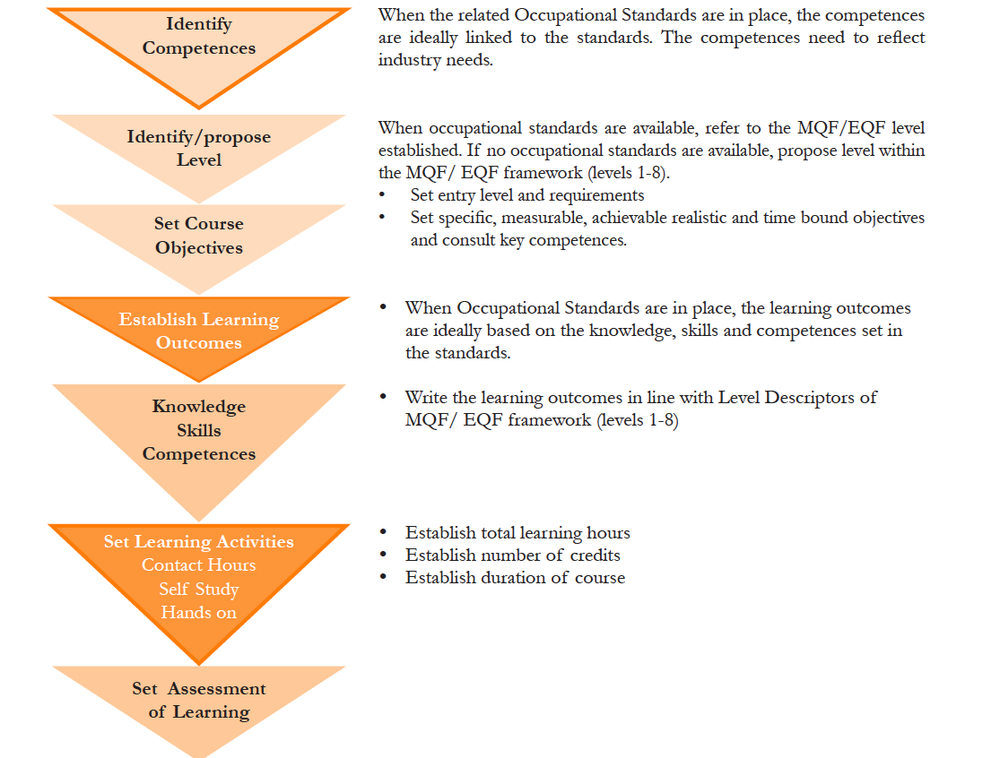 Identify
Competences
When the related Occupational Standards are in place, the competences
are ideally linked to the standards. The competences need to reflect
industry needs.
Identify/propose
Level
When occupational standards are available, refer to the MQF/EQF level
established. If no occupational standards are available, propose level within
the MQF/ EQF framework (levels 1-8).
• Set entry level and requirements
Set Course
Objectives
• Set specific, measurable, achievable realistic and time bound objectives
and consult key competences.
Establish Learning
Outcomes
• When Occupational Standards are in place, the learning outcomes
are ideally based on the knowledge, skills and competences set in
the standards.
Knowledge
Skills
Competences
• Write the learning outcomes in line with Level Descriptors of
MQF/ EQF framework (levels 1-8)
Set Learning Activities
Contact Hours
Self Study
Hands on
• Establish total learning hours
• Establish number of credits
• Establish duration of course
Set Assessment
of Learning